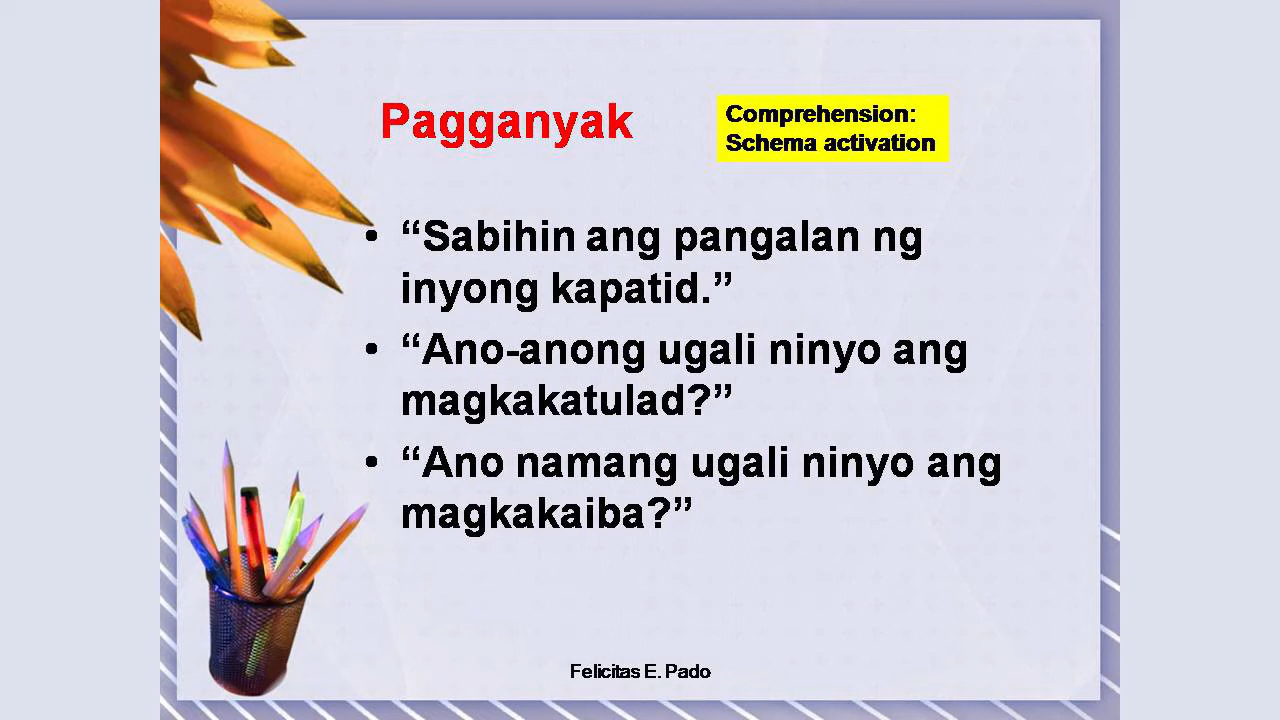 Pagganyak
Comprehension:
Schema activation
• “Sabihin ang pangalan ng
inyong kapatid.”
• “Ano-anong ugali ninyo ang
magkakatulad?”
• “Ano namang ugali ninyo ang
magkakaiba?”
Felicitas E. Pado